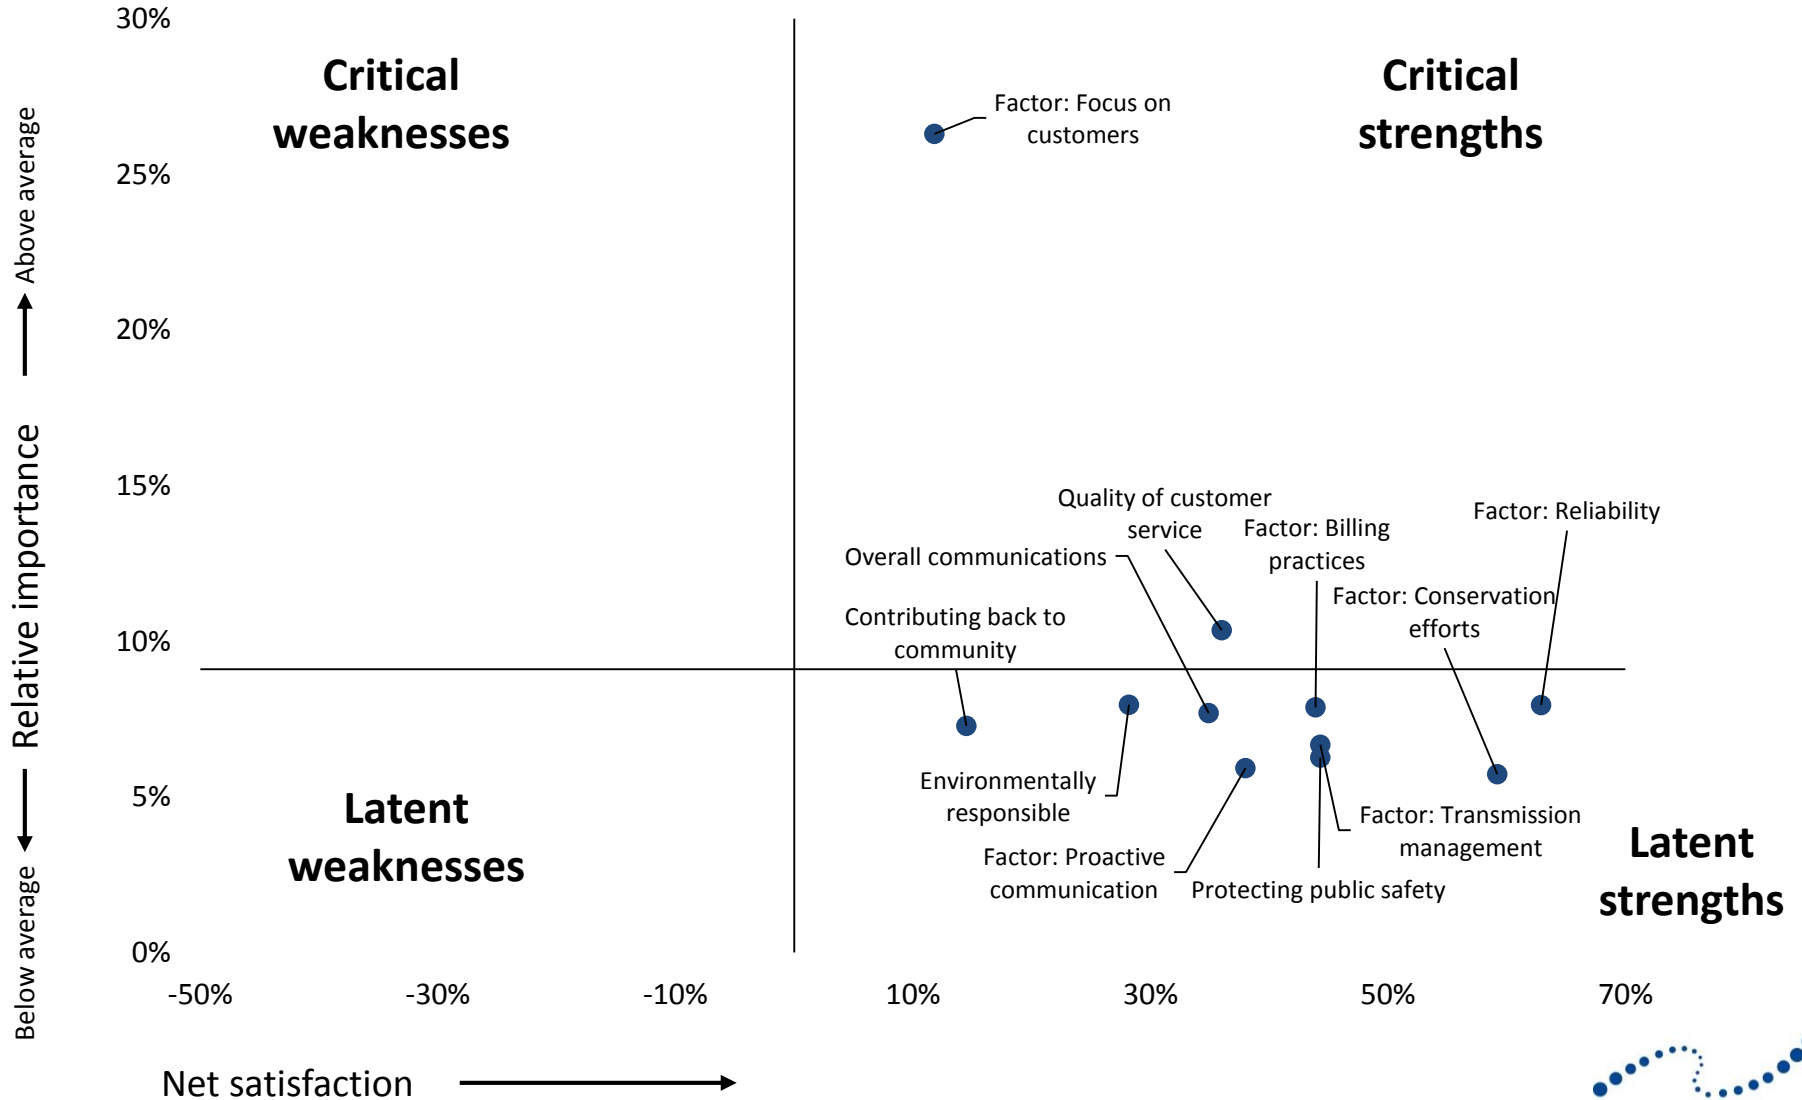 30%
Critical
weaknesses
Critical
strengths
Factor: Focus on
customers
25%
20%
15%
Quality of customer
service
Factor: Billing
practices
Factor: Reliability
Overall communications
Factor: Conservation
efforts
Contributing back to
community
10%
Environmentally
responsible
5%
Latent
weaknesses
Factor: Transmission
management
Latent
strengths
Factor: Proactive
communication
Protecting public safety
0%
-50%
-30%
-10%
10%
30%
50%
70%
Above average
Relative importance
Below average
Net satisfaction